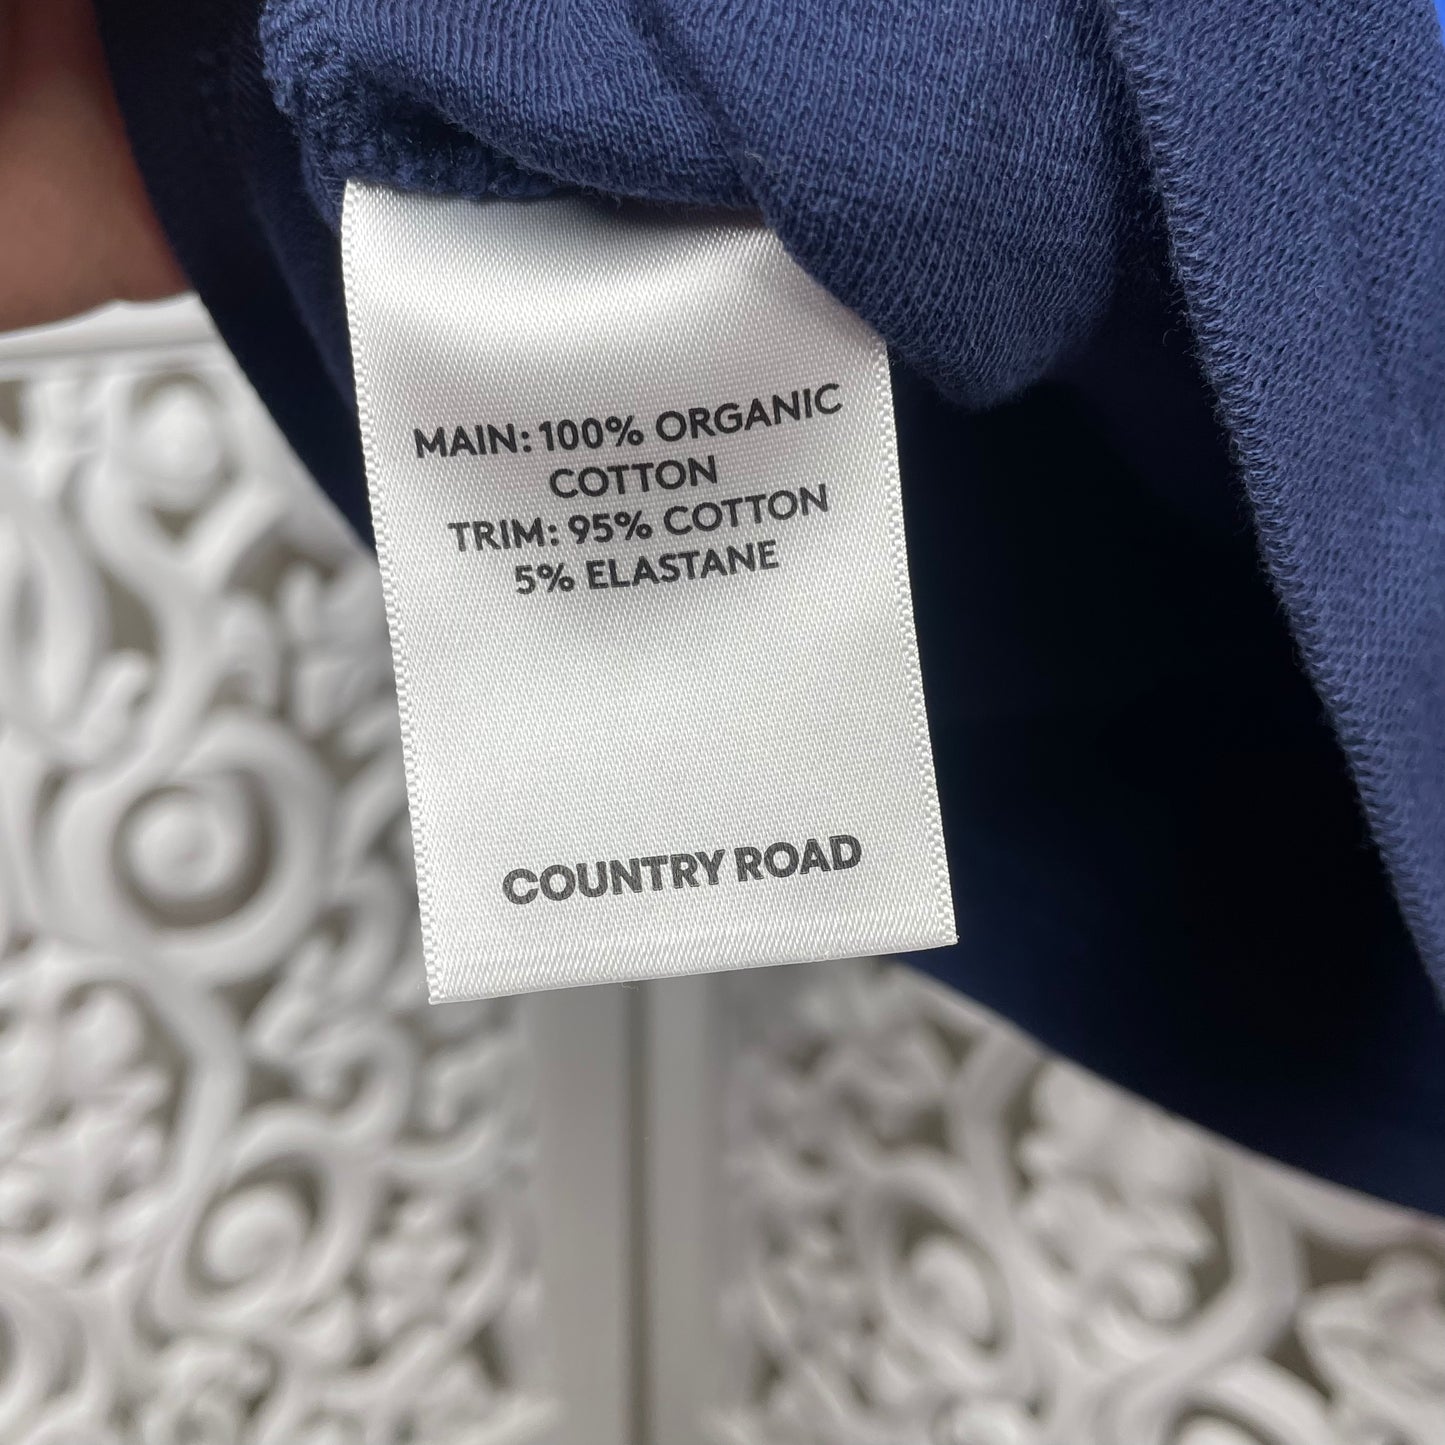 MAIN: 100% ORGANIC
COTTON
TRIM: 95% COTTON
5% ELASTANE
COUNTRY ROAD